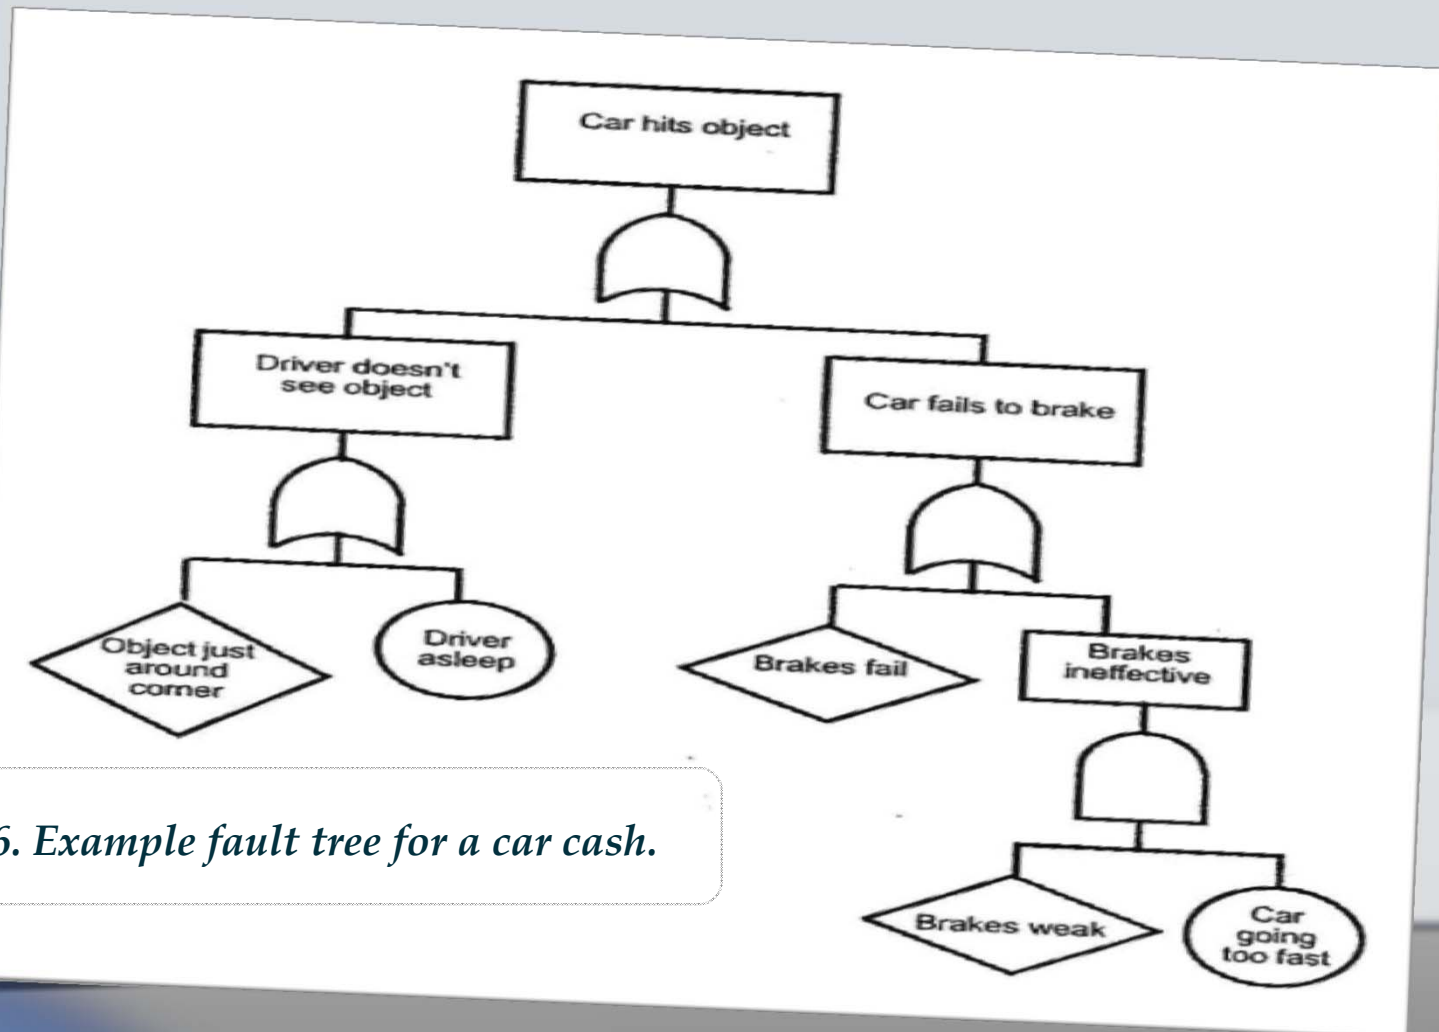 Car hits object
Driver doesn't
see object
Car fails to brake
Object just
around
corner
Driver
asleep
Brakes fail
Brakes
ineffective
6. Example fault tree for a car cash.
Brakes weak
Car
going
too fast